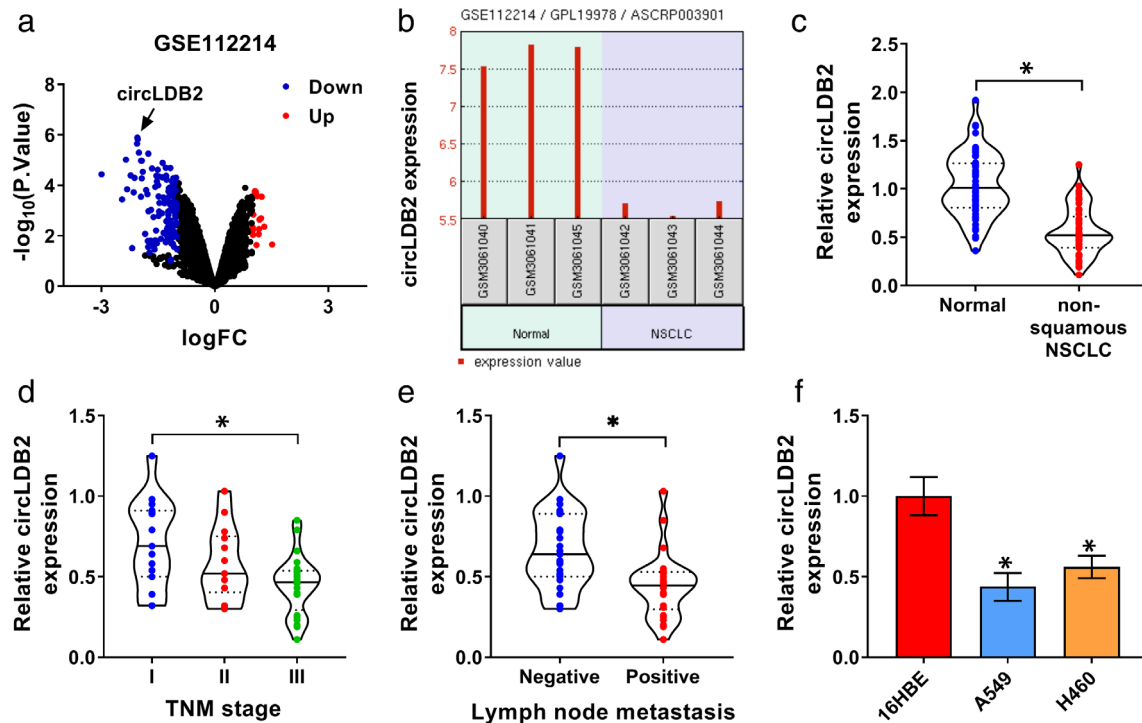 a
GSE112214
-log10(P.Value)
8
6
4
2
0
-3
0
3
logFC
circLDB2
Down
Up
b
GSE112214 / GPL19978 / ASCRP003901
circLDB2 expression
8
7.5
7
6.5
6
5.5
GSM3061040
GSM3061041
GSM3061045
GSM3061042
GSM3061043
GSM3061044
Normal
NSCLC
expression value
c
Relative circLDB2
expression
2.5
2.0
1.5
1.0
0.5
0.0
*
Normal
non-
squamous
NSCLC
d
Relative circLDB2
expression
1.5
1.0
0.5
0.0
*
I
II
III
TNM stage
e
Relative circLDB2
expression
1.5
1.0
0.5
0.0
*
Negative
Positive
Lymph node metastasis
f
Relative circLDB2
expression
1.5
1.0
0.5
0.0
*
*
16HBE
A549
H460